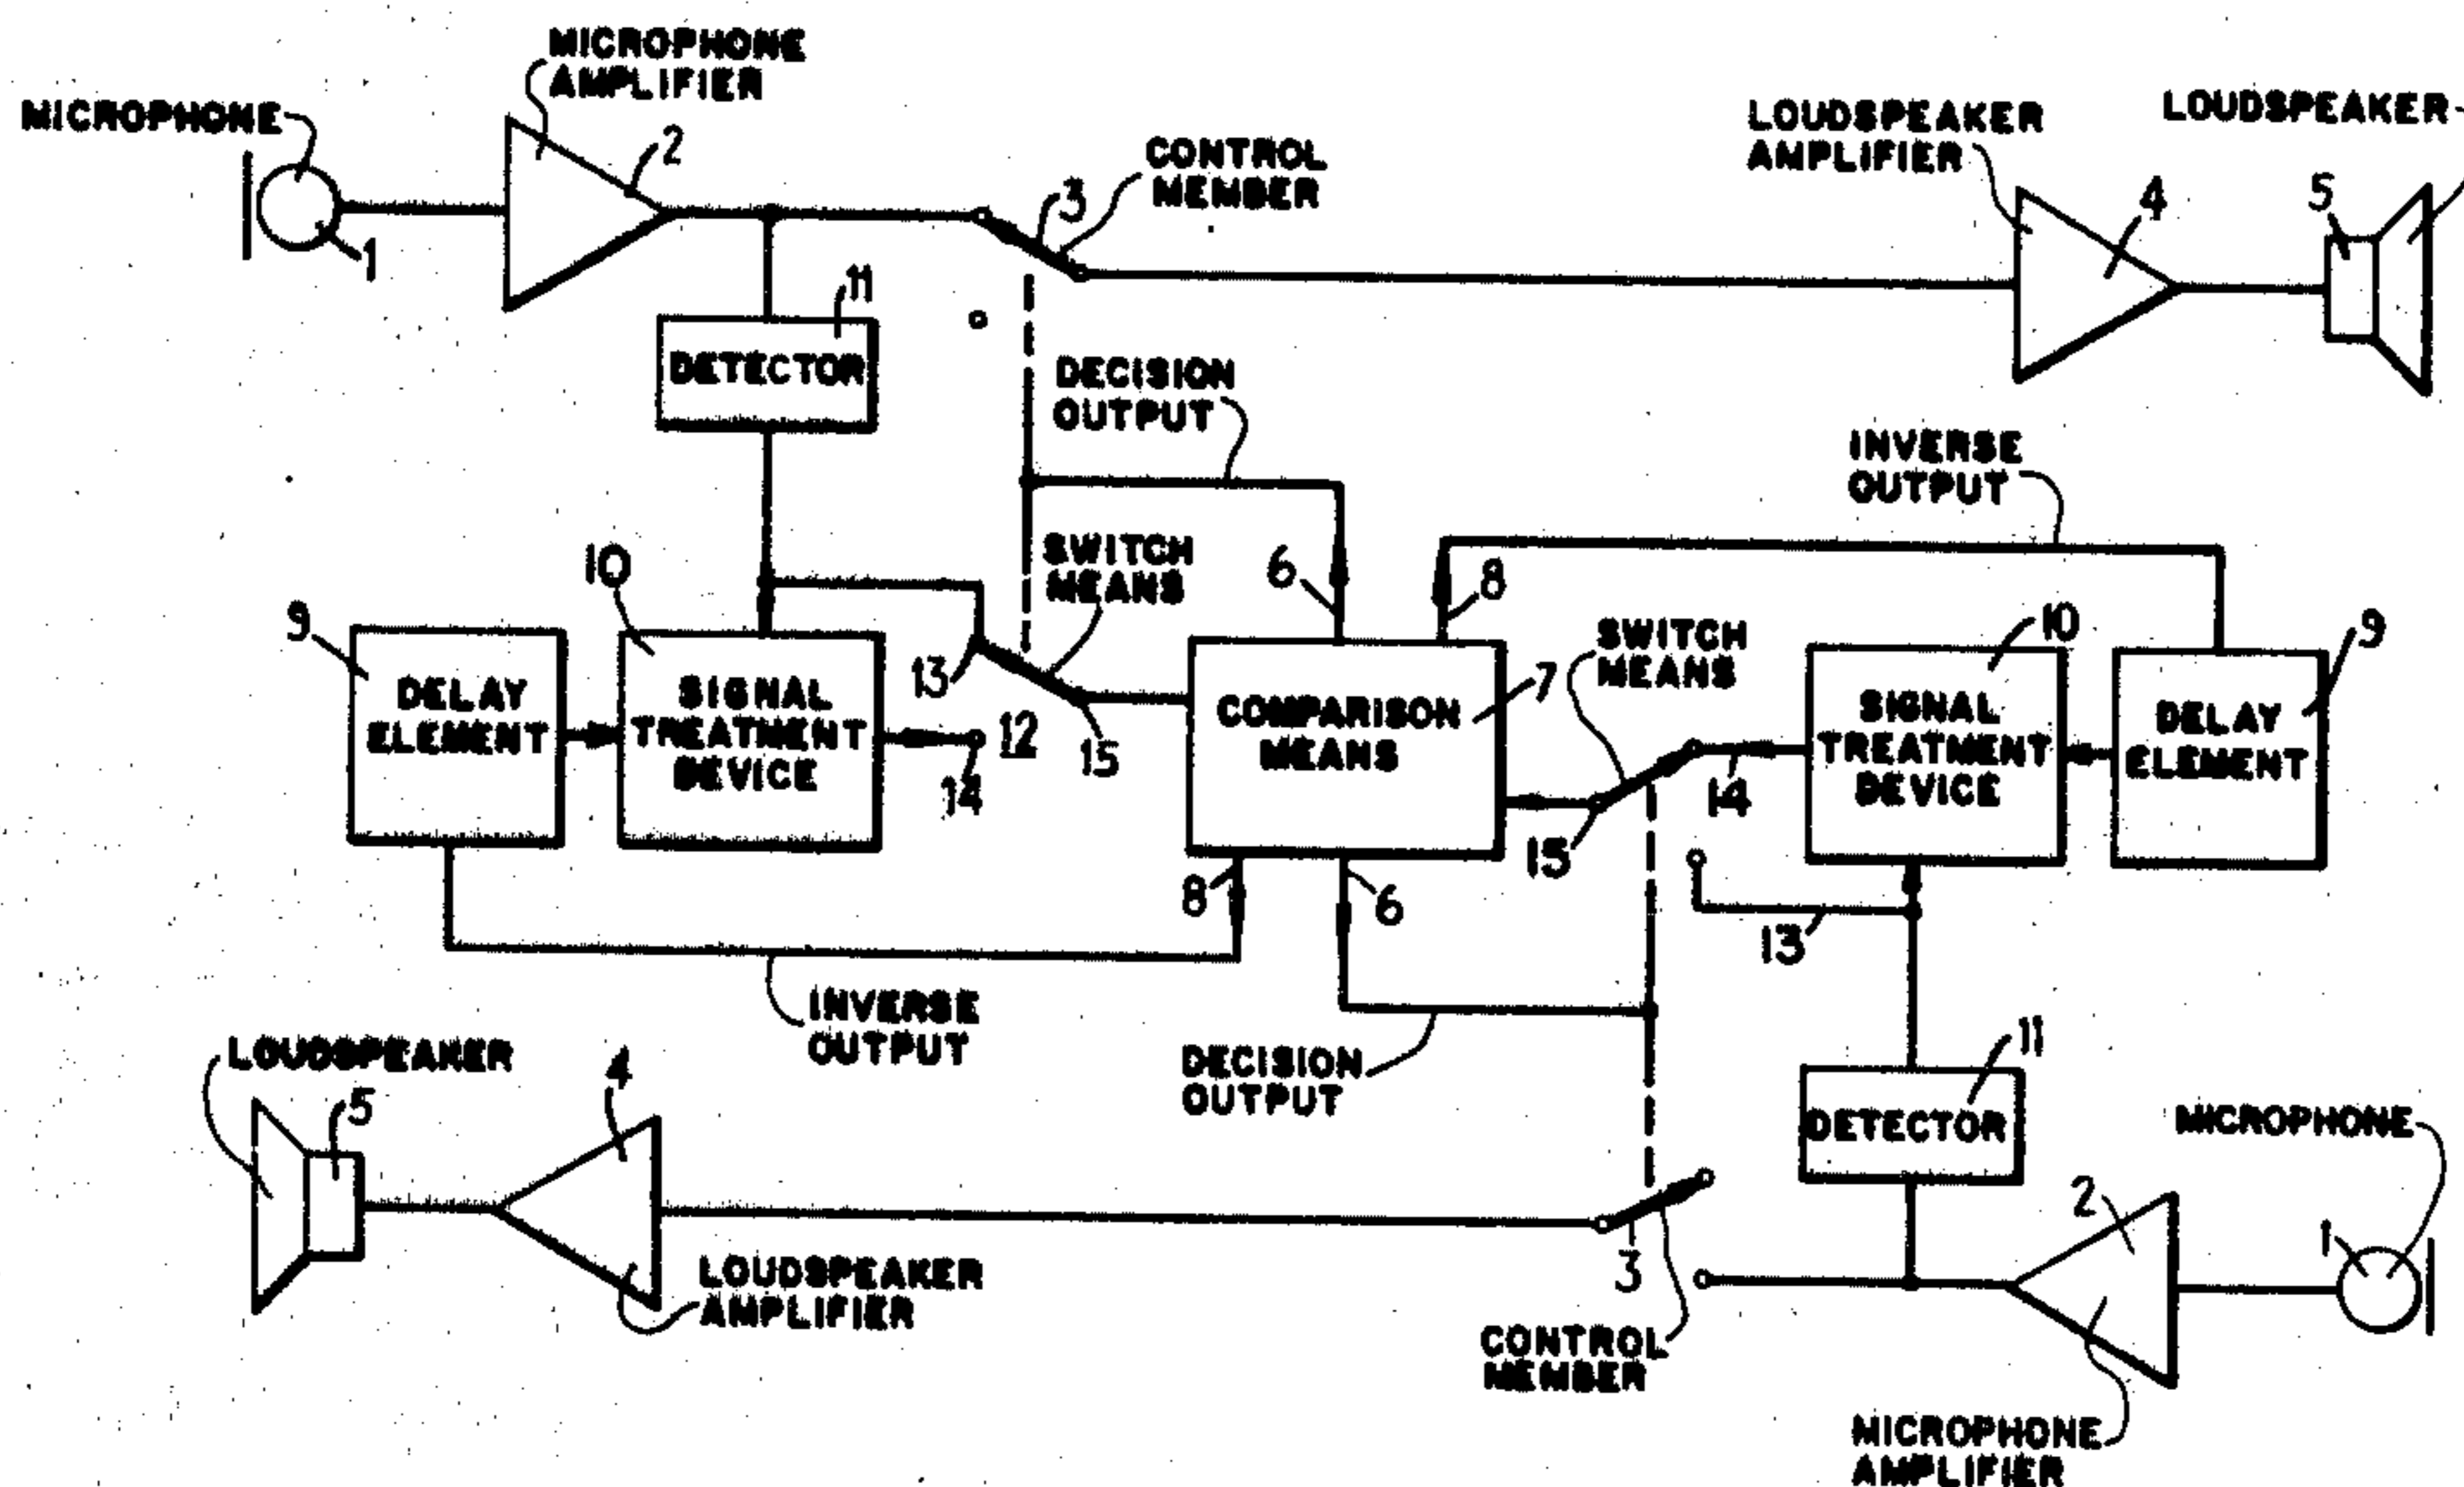 MICROPHONE
AMPLIFIER
MICROPHONE
2
1
CONTROL
MEMBER
3
LOUDSPEAKER
AMPLIFIER
LOUDSPEAKER
4
5
11
DETECTOR
DECISION
OUTPUT
INVERSE
OUTPUT
SWITCH
MEANS
10
9
6
8
SWITCH
MEANS
10
9
13
7
DELAY
ELEMENT
SIGNAL
TREATMENT
DEVICE
12
14
15
COMPARISON
MEANS
14
15
SIGNAL
TREATMENT
DEVICE
DELAY
ELEMENT
8
6
13
INVERSE
OUTPUT
DECISION
OUTPUT
LOUDSPEAKER
5
4
11
DETECTOR
MICROPHONE
2
1
LOUDSPEAKER
AMPLIFIER
3
CONTROL
MEMBER
MICROPHONE
AMPLIFIER